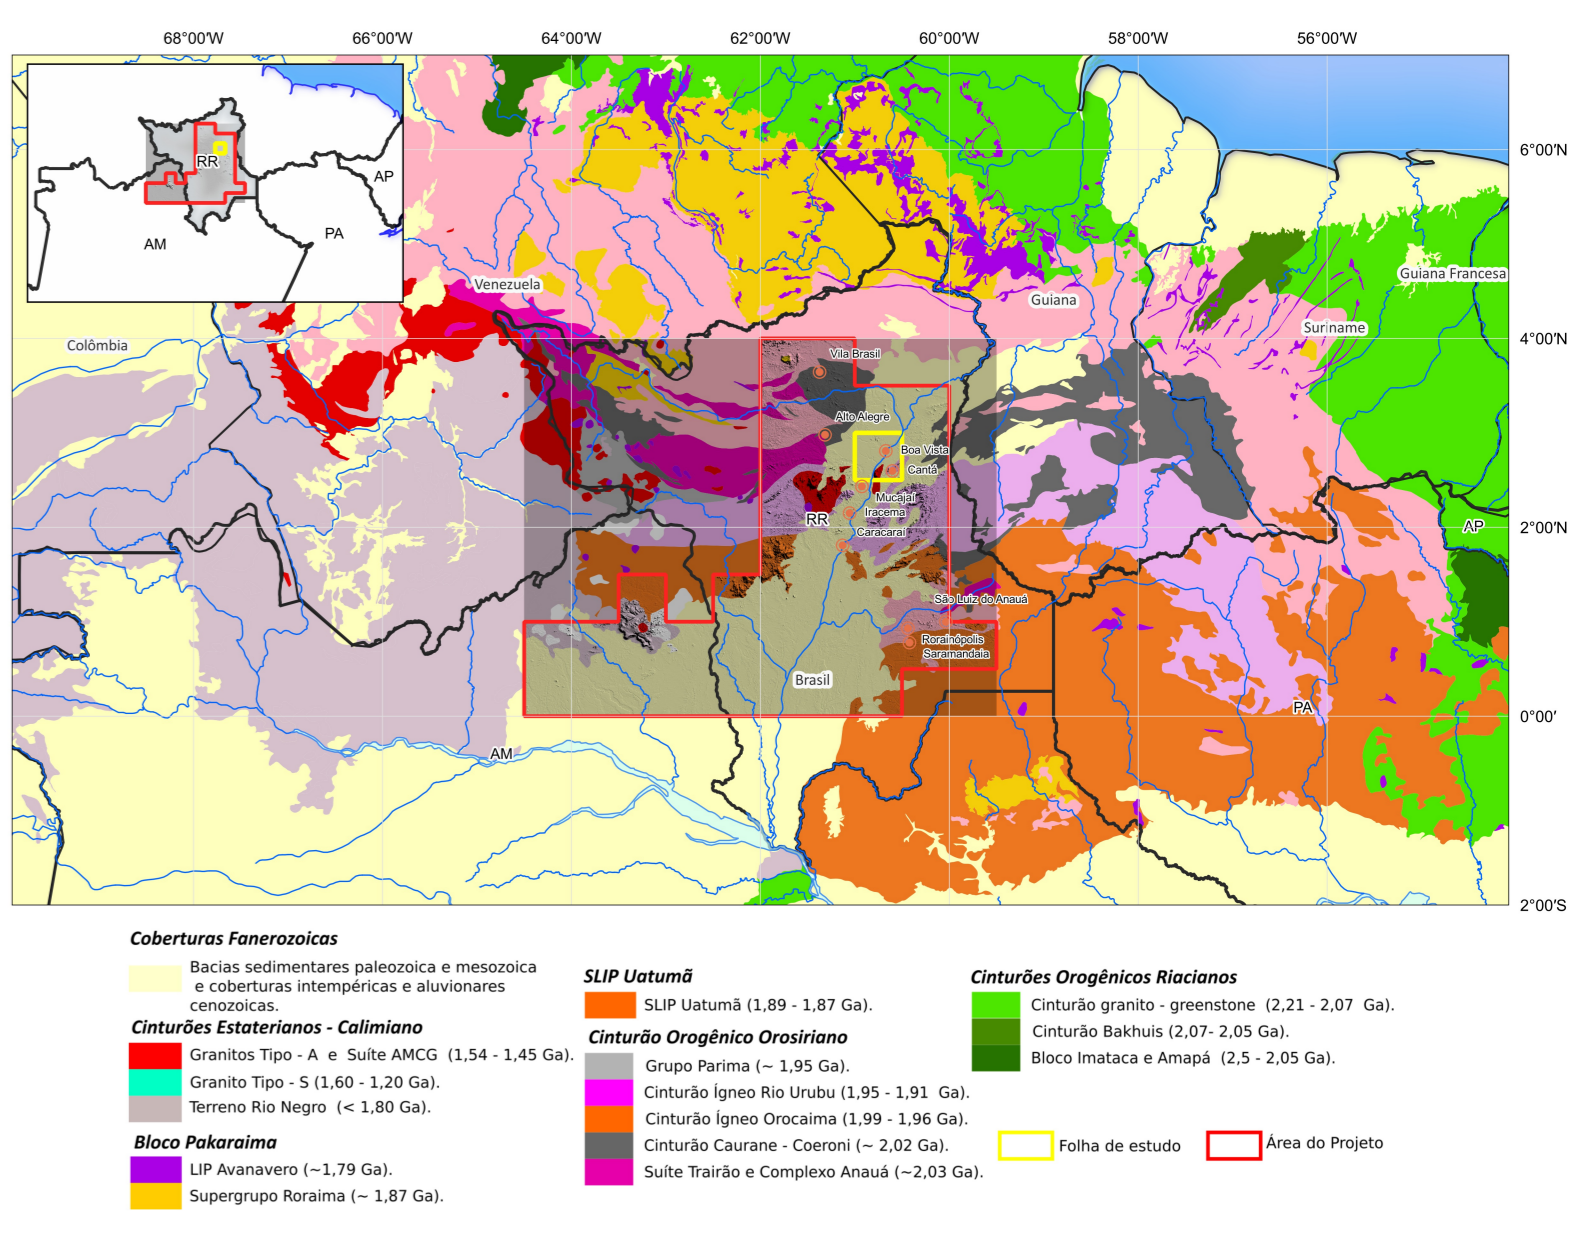 68°00′W 66°00′W 64°00′W 62°00′W 60°00′W 58°00′W 56°00′W
RR
AP
AM
PA
6°00′N
Venezuela
Guiana
Guiana Francesa
Suriname
Colômbia
4°00′N
Vila Brasil
Alto Alegre
Boa Vista
Cantá
Mucajaí
Iracema
RR
Caracaraí
AP
2°00′N
São Luiz do Anauá
Rorainópolis
Saramandaia
Brasil
PA
0°00′
AM
2°00′S
Coberturas Fanerozoicas
Bacias sedimentares paleozoica e mesozoica
e coberturas intempéricas e aluvionares
cenozoicas.
Cinturões Estaterianos - Calimiano
Granitos Tipo - A e Suíte AMCG (1,54 - 1,45 Ga).
Granito Tipo - S (1,60 - 1,20 Ga).
Terreno Rio Negro (< 1,80 Ga).
Bloco Pakaraima
LIP Avanavero (~1,79 Ga).
Supergrupo Roraima (~ 1,87 Ga).
SLIP Uatumã
SLIP Uatumã (1,89 - 1,87 Ga).
Cinturão Orogênico Orosiriano
Grupo Parima (~ 1,95 Ga).
Cinturão Ígneo Rio Urubu (1,95 - 1,91 Ga).
Cinturão Ígneo Orocaima (1,99 - 1,96 Ga).
Cinturão Caurane - Coeroni (~ 2,02 Ga).
Suíte Trairão e Complexo Anauá (~2,03 Ga).
Cinturões Orogênicos Riacianos
Cinturão granito - greenstone (2,21 - 2,07 Ga).
Cinturão Bakhuis (2,07- 2,05 Ga).
Bloco Imataca e Amapá (2,5 - 2,05 Ga).
Folha de estudo
Área do Projeto